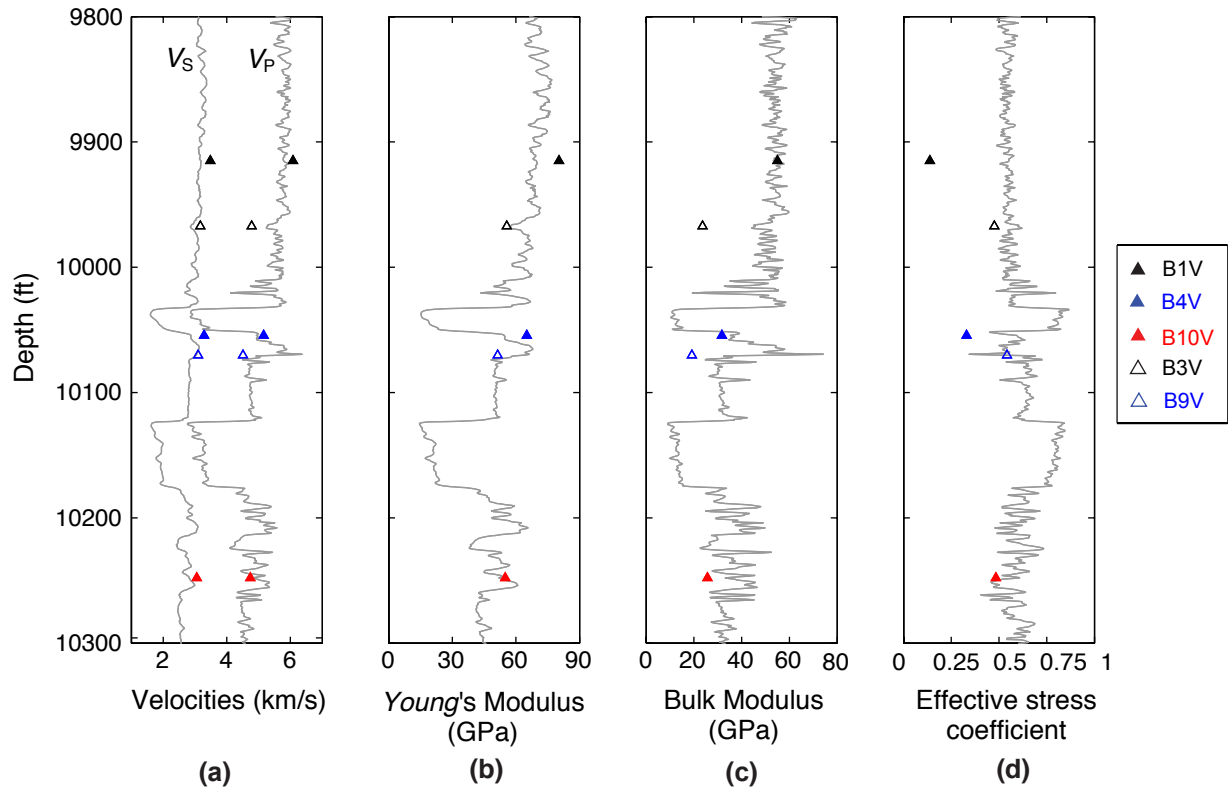 9800
9900
10000
10100
10200
10300
Depth (ft)
VS
VP
2 4 6
Velocities (km/s)
(a)
0 30 60 90
Young's Modulus
(GPa)
(b)
0 20 40 60 80
Bulk Modulus
(GPa)
(c)
0 0.25 0.5 0.75 1
Effective stress
coefficient
(d)
B1V
B4V
B10V
B3V
B9V